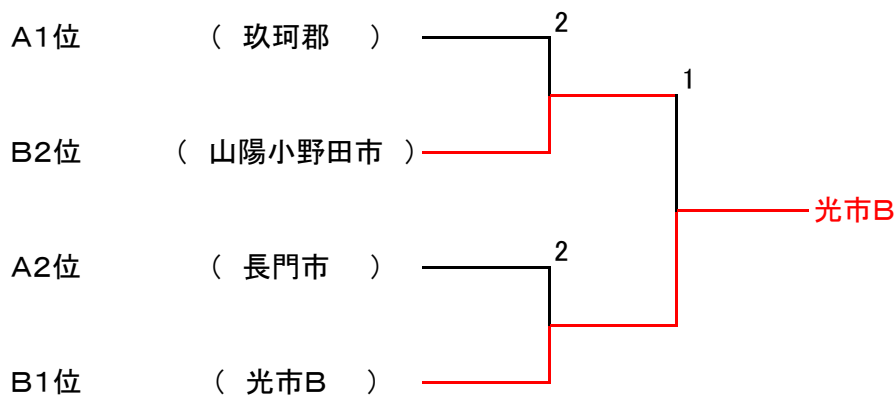 A1位 ( 玖珂郡 ) 2
1
B2位 ( 山陽小野田市 )
光市B
A2位 ( 長門市 ) 2
B1位 ( 光市B )